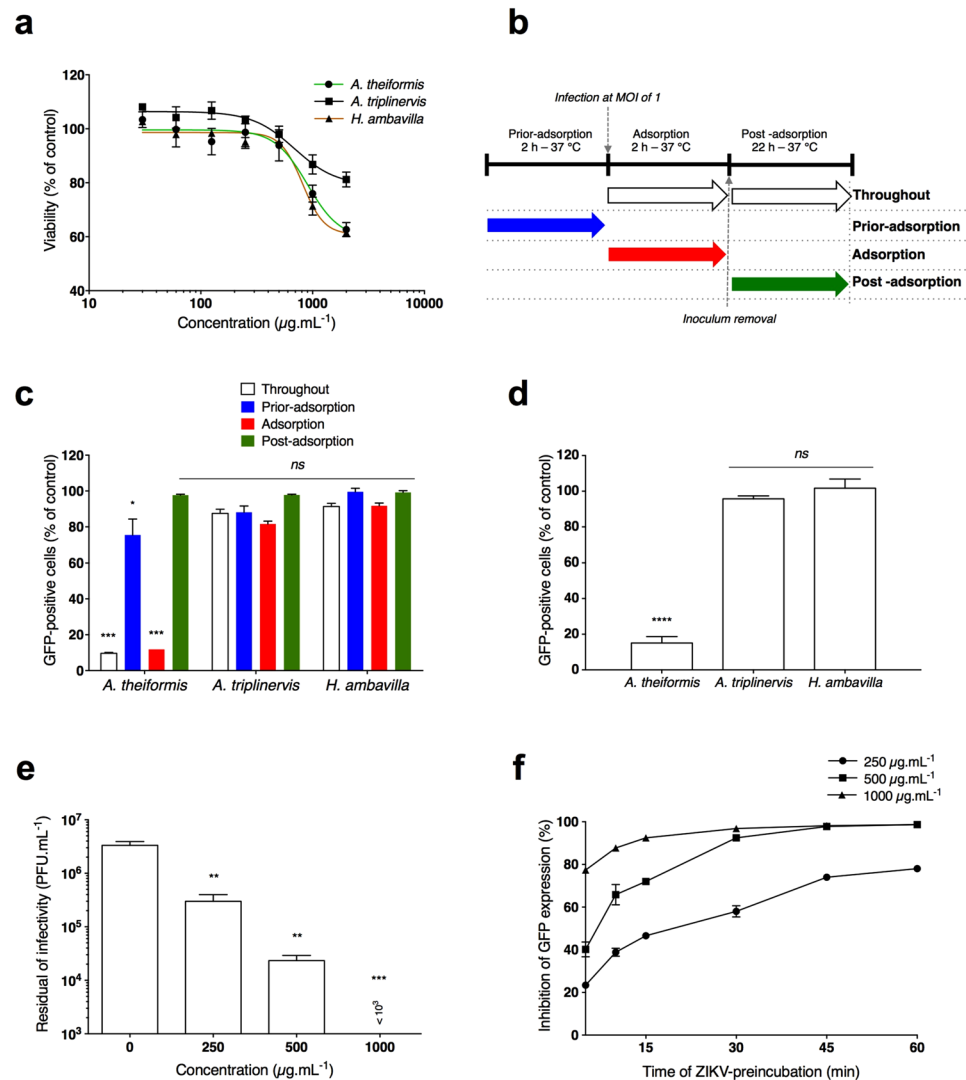 a
120
100
80
60
40
10
100
1000
10000
Viability (% of control)
Concentration (µg.mL-1)
A. theiformis
A. triplinervis
H. ambavilla
b
Infection at MOI of 1
Prior-adsorption
2 h – 37 °C
Adsorption
2 h – 37 °C
Post -adsorption
22 h – 37 °C
Throughout
Prior-adsorption
Adsorption
Post -adsorption
Inoculum removal
c
Throughout
Prior-adsorption
Adsorption
Post-adsorption
ns
120
100
80
60
40
20
0
GFP-positive cells (% of control)
***
*
***
A. theiformis
A. triplinervis
H. ambavilla
d
ns
120
100
80
60
40
20
0
GFP-positive cells (% of control)
****
A. theiformis
A. triplinervis
H. ambavilla
e
107
106
105
104
103
Residual of infectivity (PFU.mL-1)
**
**
***
< 103
0
250
500
1000
Concentration (µg.mL-1)
f
250 µg.mL-1
500 µg.mL-1
1000 µg.mL-1
100
80
60
40
20
0
Inhibition of GFP expression (%)
15
30
45
60
Time of ZIKV-preincubation (min)